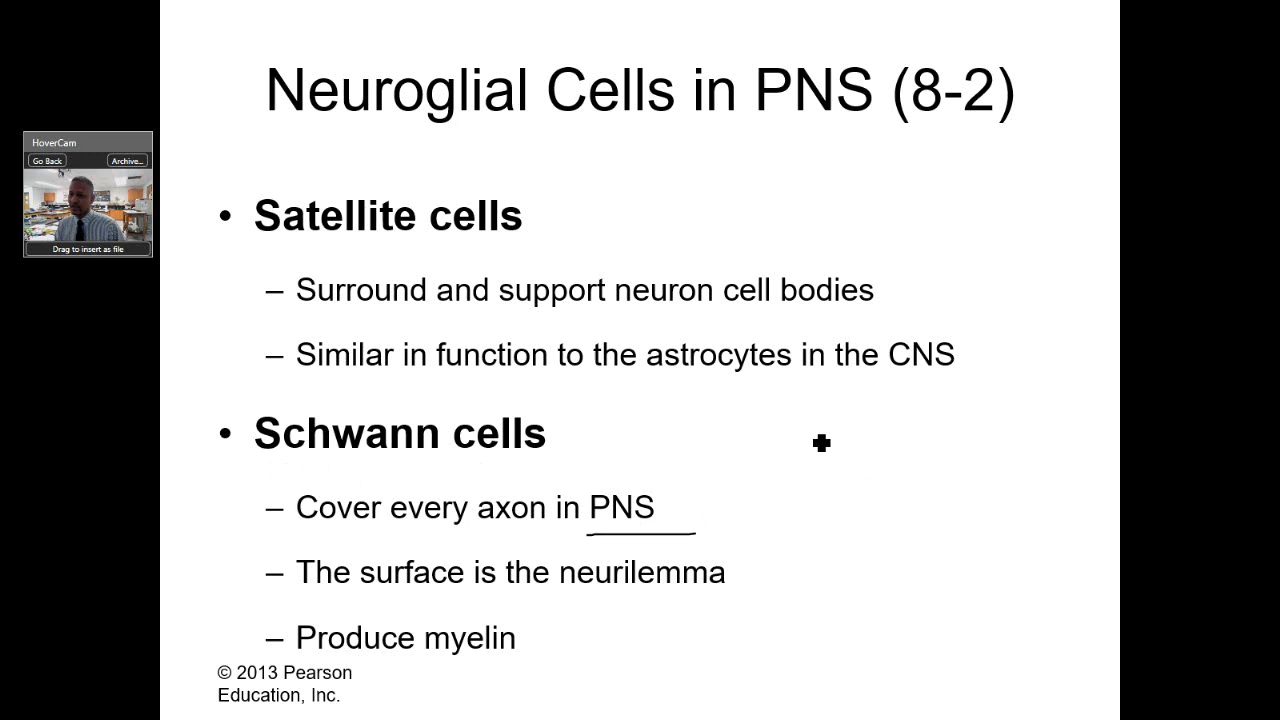 Neuroglial Cells in PNS (8-2)
HoverCam
Go Back Archive...
Drag to insert as file
• Satellite cells
– Surround and support neuron cell bodies
– Similar in function to the astrocytes in the CNS
• Schwann cells
– Cover every axon in PNS
– The surface is the neurilemma
– Produce myelin
© 2013 Pearson
Education, Inc.